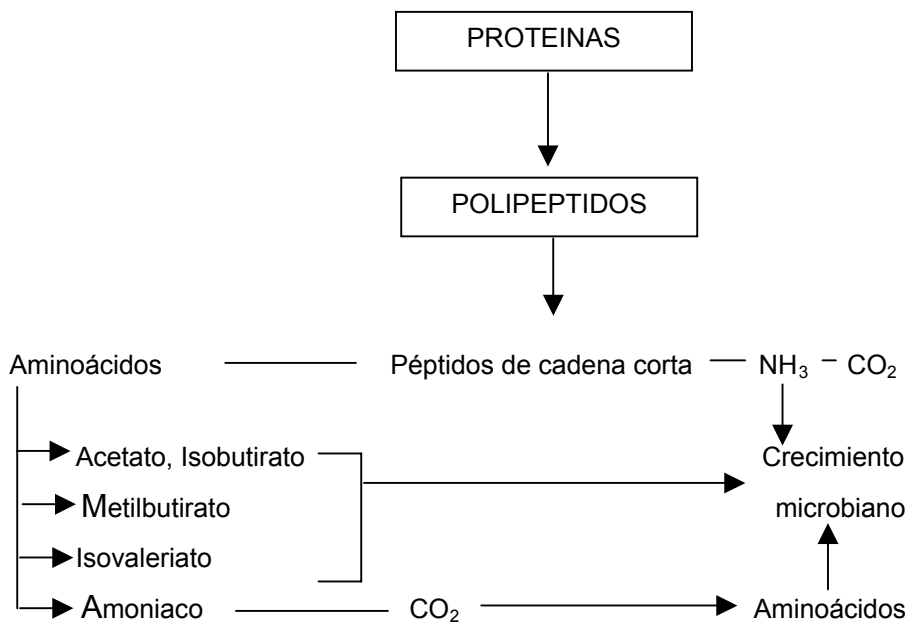 PROTEINAS
POLIPEPTIDOS
Aminoácidos Péptidos de cadena corta NH₃ CO₂
Acetato, Isobutirato Crecimiento
Metilbutirato microbiano
Isovaleriato
Amoniaco CO₂ Aminoácidos